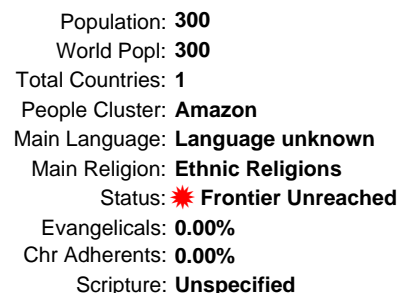 Population: 300
World Popl: 300
Total Countries: 1
People Cluster: Amazon
Main Language: Language unknown
Main Religion: Ethnic Religions
Status: Frontier Unreached
Evangelicals: 0.00%
Chr Adherents: 0.00%
Scripture: Unspecified